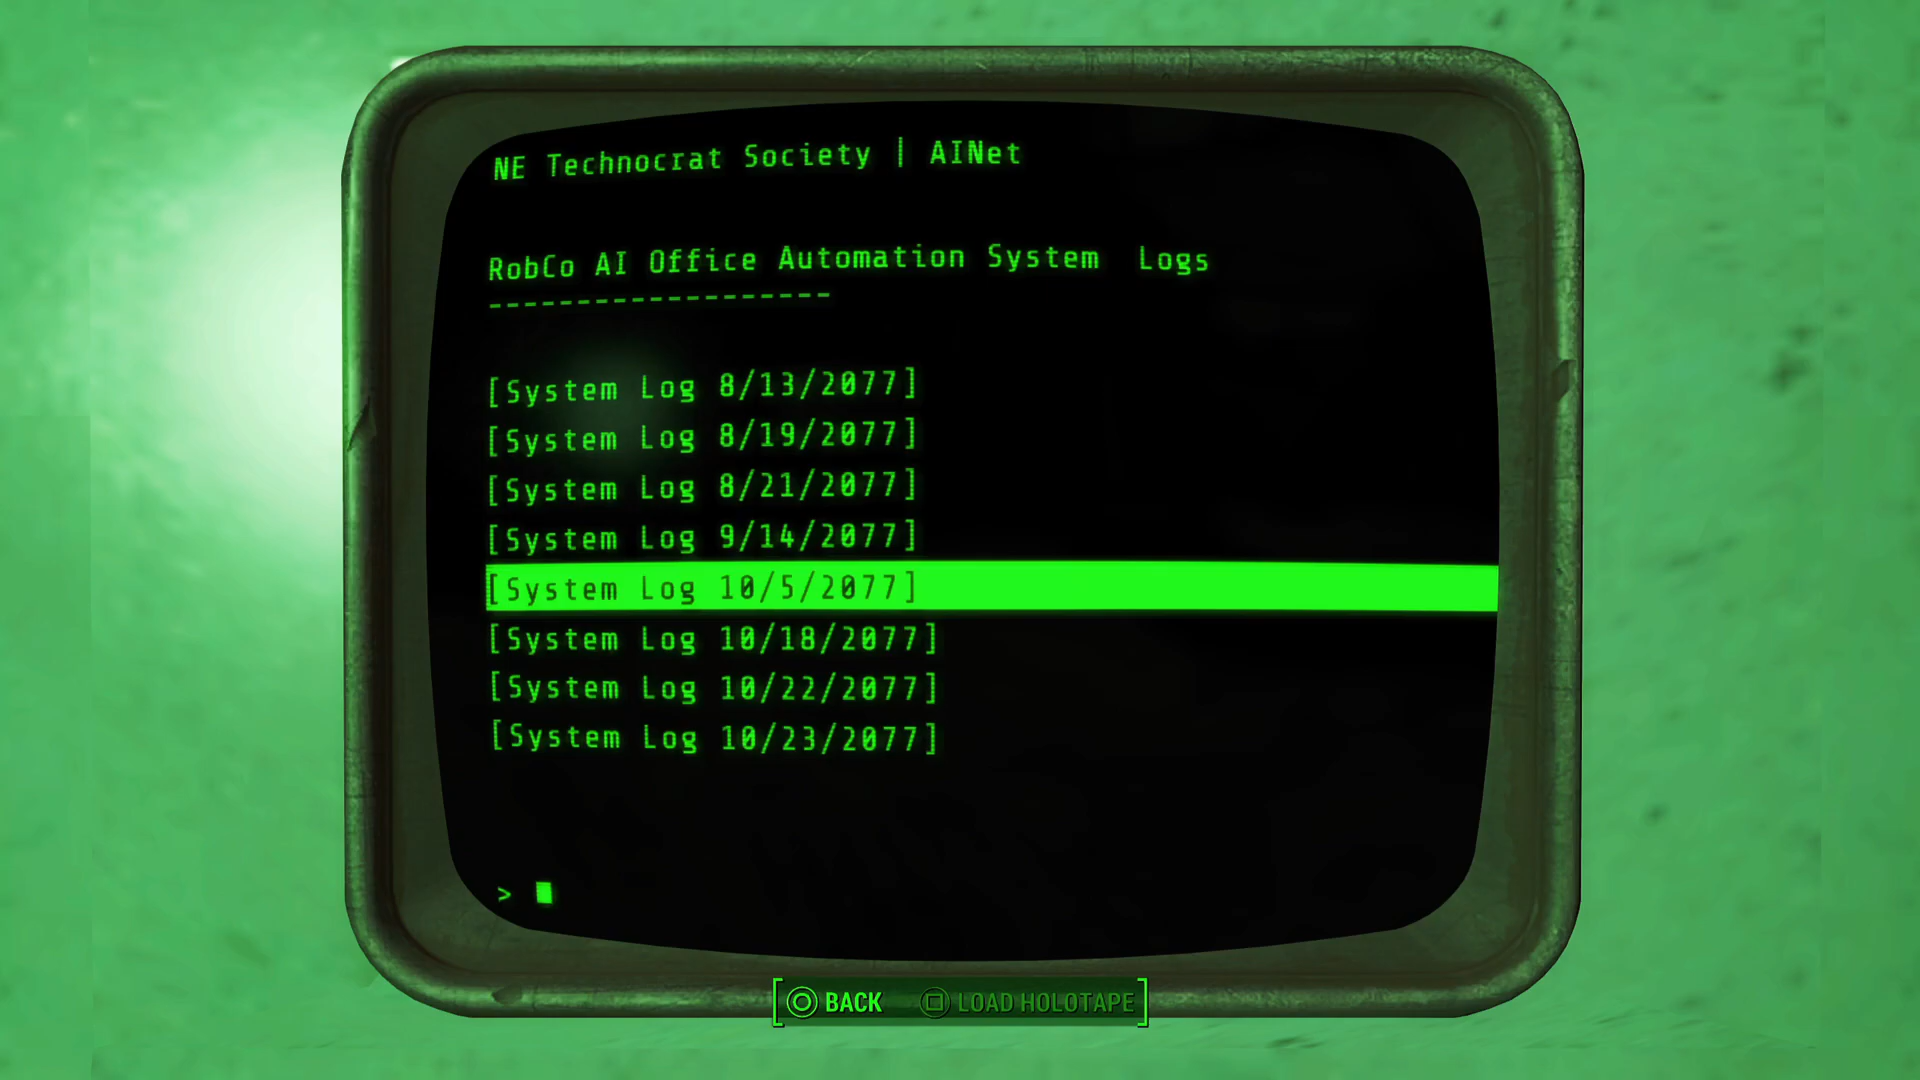 NE Technocrat Society | AINet
RobCo AI Office Automation System  Logs
-------------------
[System Log 8/13/2077]
[System Log 8/19/2077]
[System Log 8/21/2077]
[System Log 9/14/2077]
[System Log 10/5/2077]
[System Log 10/18/2077]
[System Log 10/22/2077]
[System Log 10/23/2077]
>
BACK LOAD HOLOTAPE